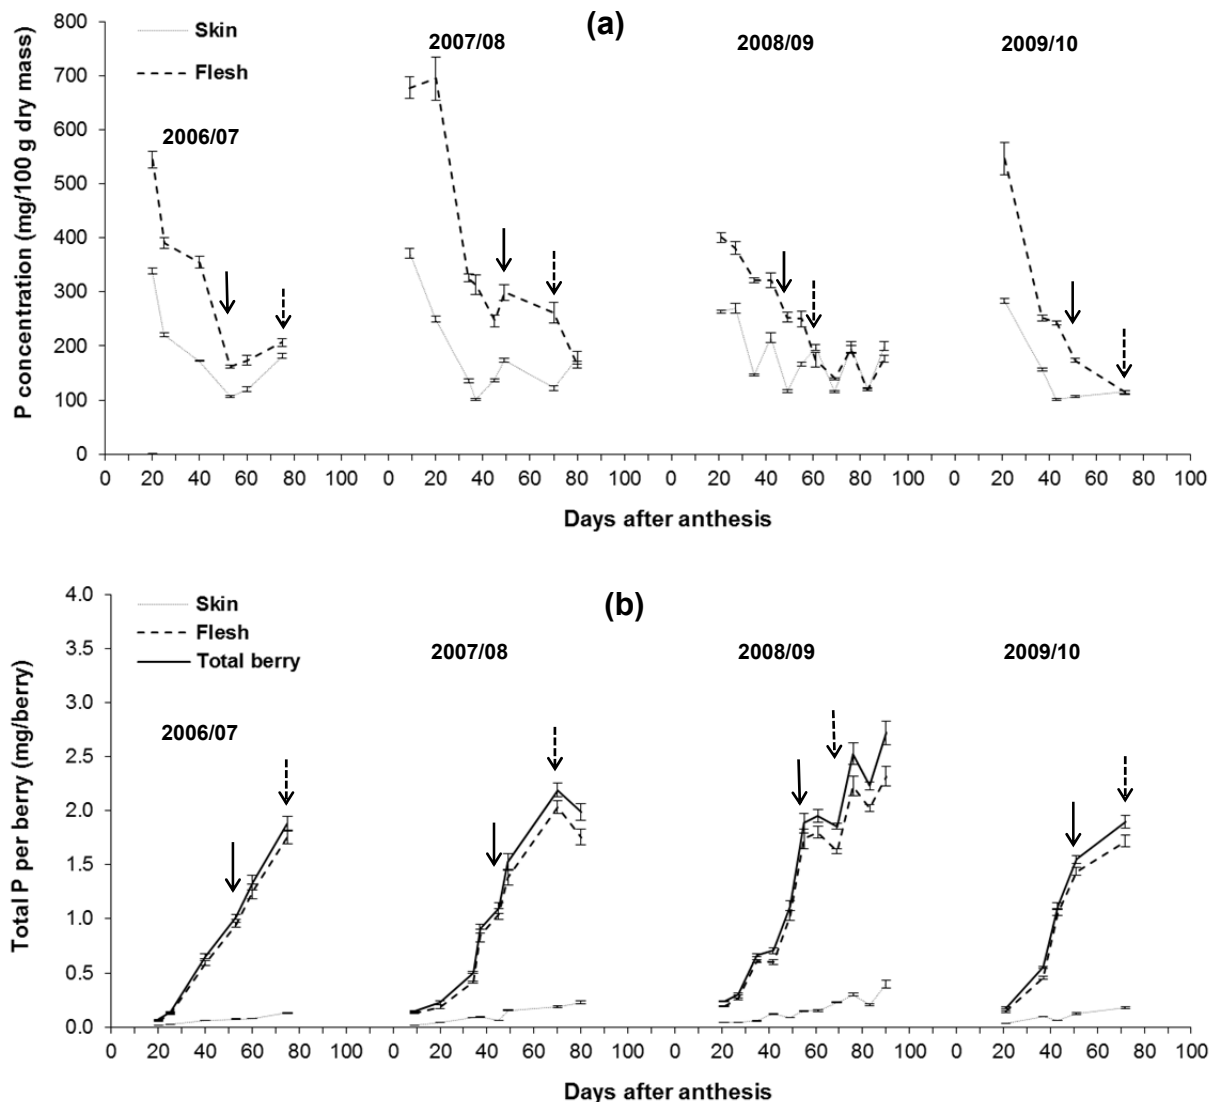 (a)
P concentration (mg/100 g dry mass)
800
700
600
500
400
300
200
100
0
Skin
Flesh
2006/07
2007/08
2008/09
2009/10
0 20 40 60 80 100 0 20 40 60 80 100 0 20 40 60 80 100 0 20 40 60 80 100
Days after anthesis
(b)
Total P per berry (mg/berry)
4.0
3.5
3.0
2.5
2.0
1.5
1.0
0.5
0.0
Skin
Flesh
Total berry
2006/07
2007/08
2008/09
2009/10
0 20 40 60 80 100 0 20 40 60 80 100 0 20 40 60 80 100 0 20 40 60 80 100
Days after anthesis